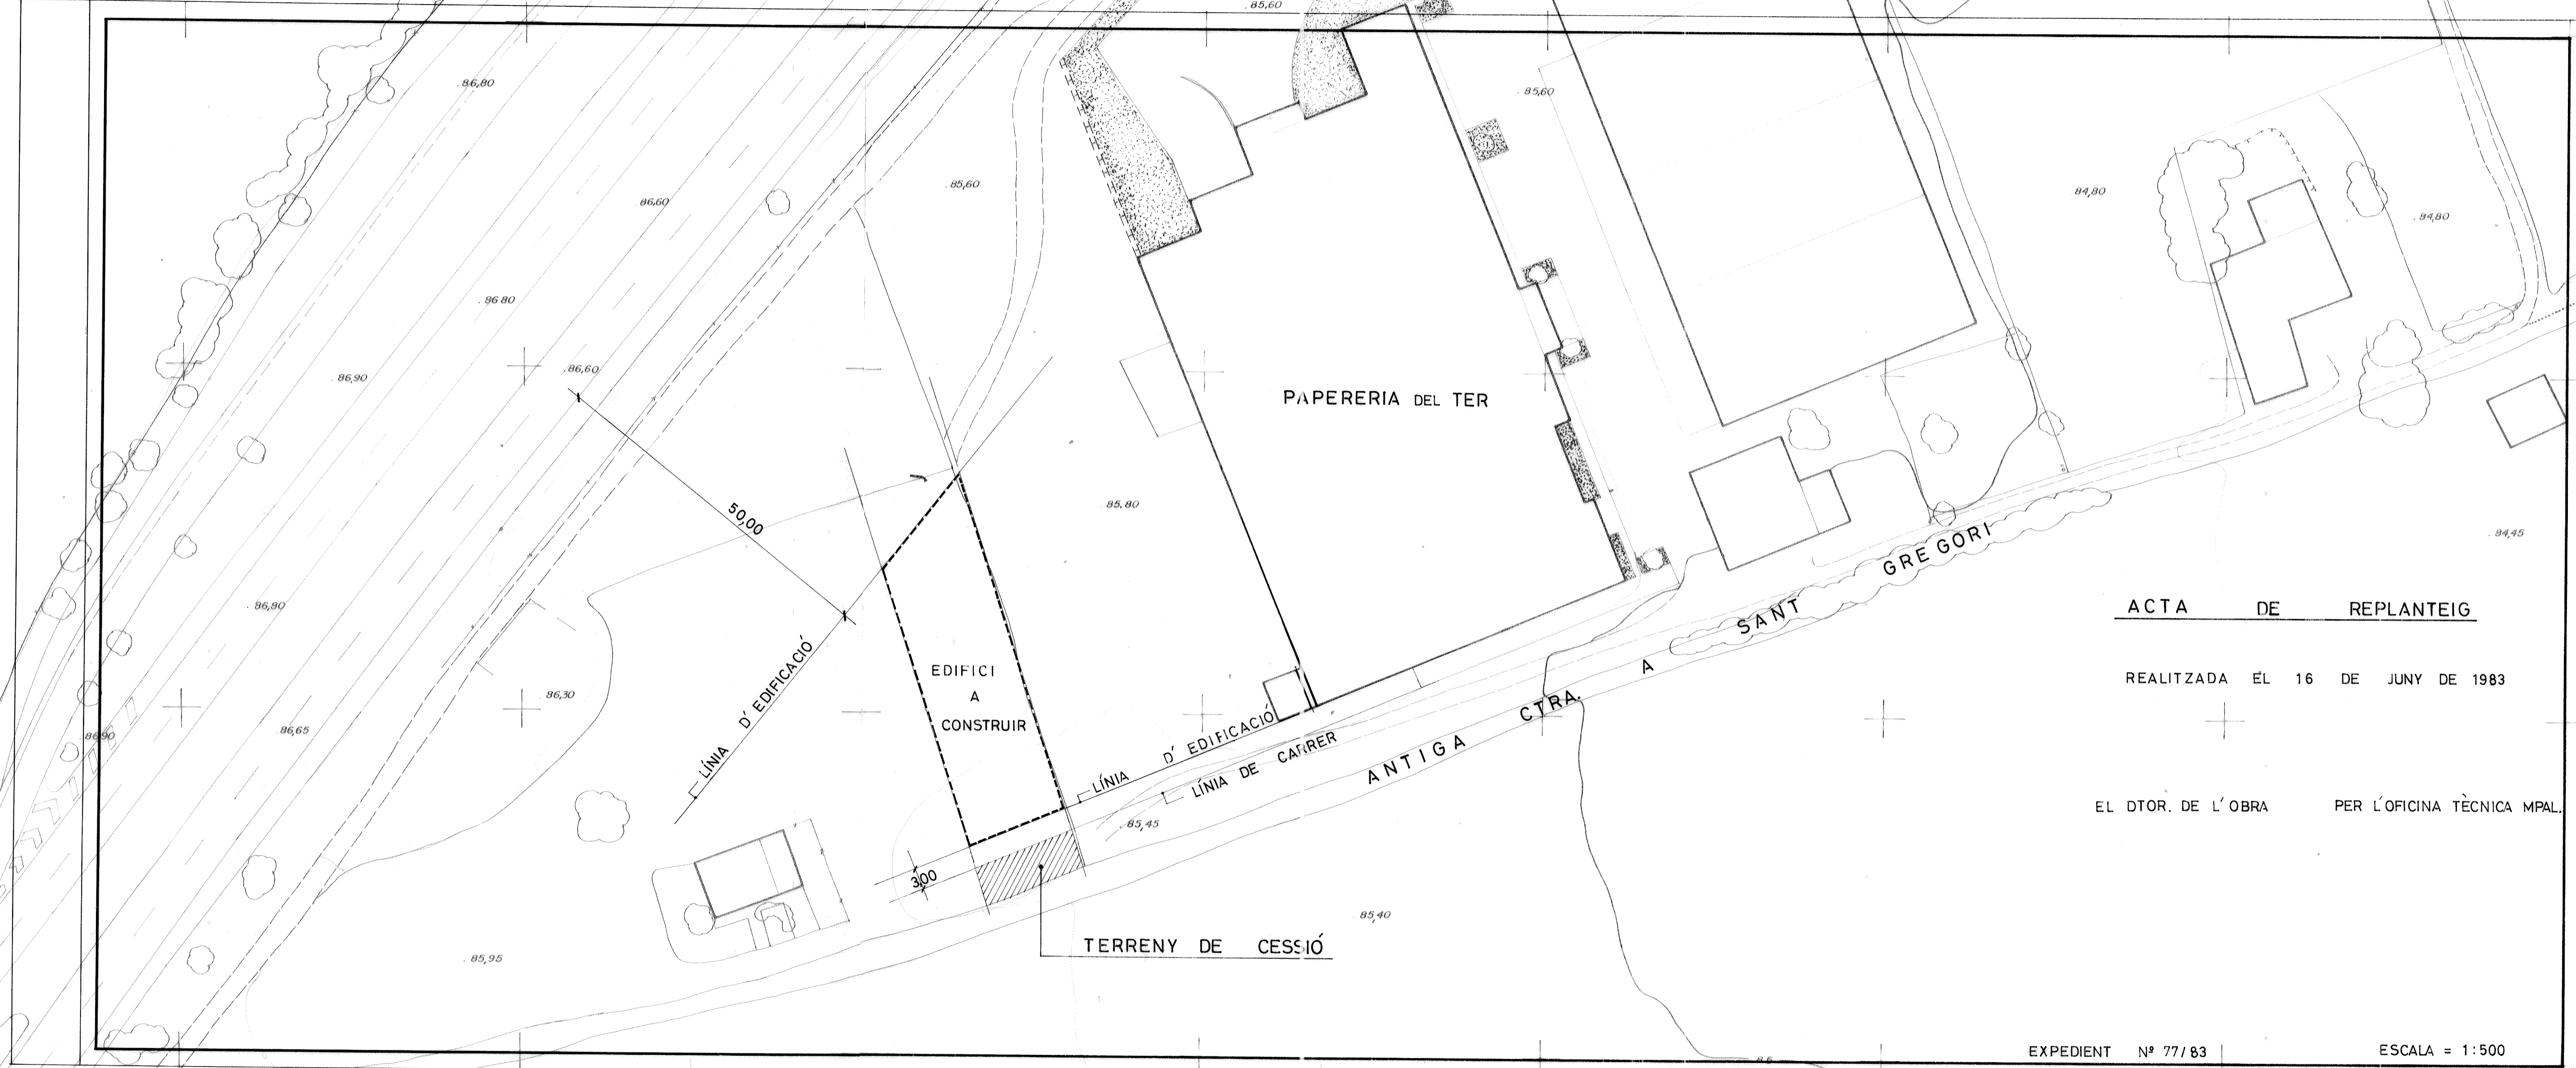 85,60
86,80
85,60
85,60
84,80
86,60
84,80
86 80
86,60
86,90
PAPERERIA DEL TER
50,00
85,80
84,45
GREGORI
SANT
A
CTRA.
ANTIGA
86,80
ACTA DE REPLANTEIG
REALITZADA EL 16 DE JUNY DE 1983
EL DTOR. DE L'OBRA
PER L'OFICINA TÈCNICA MPAL.
LÍNIA D'EDIFICACIÓ
EDIFICI
A
CONSTRUIR
86,30
86,65
86,90
LÍNIA D'EDIFICACIÓ
LÍNIA DE CARRER
85,45
3,00
85,40
TERRENY DE CESSIÓ
85,95
EXPEDIENT Nº 77/83
ESCALA = 1:500